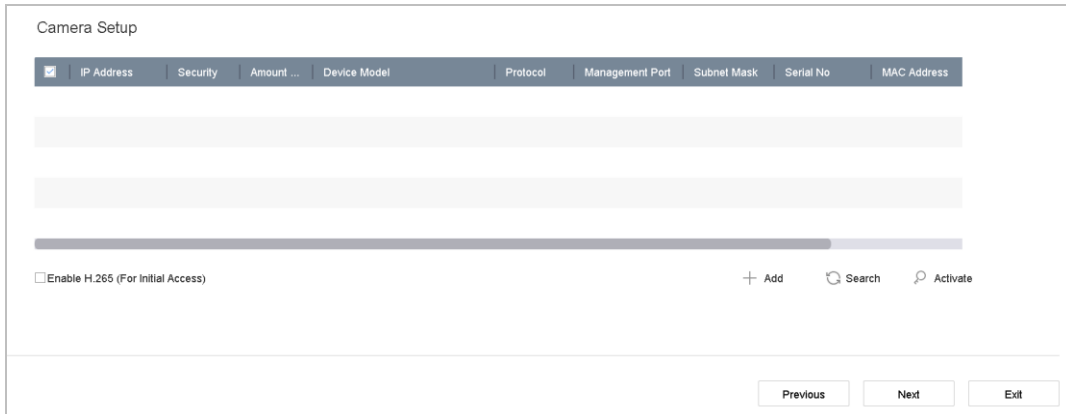 Camera Setup
IP Address Security Amount ... Device Model Protocol Management Port Subnet Mask Serial No MAC Address
Enable H.265 (For Initial Access) Add Search Activate
Previous Next Exit